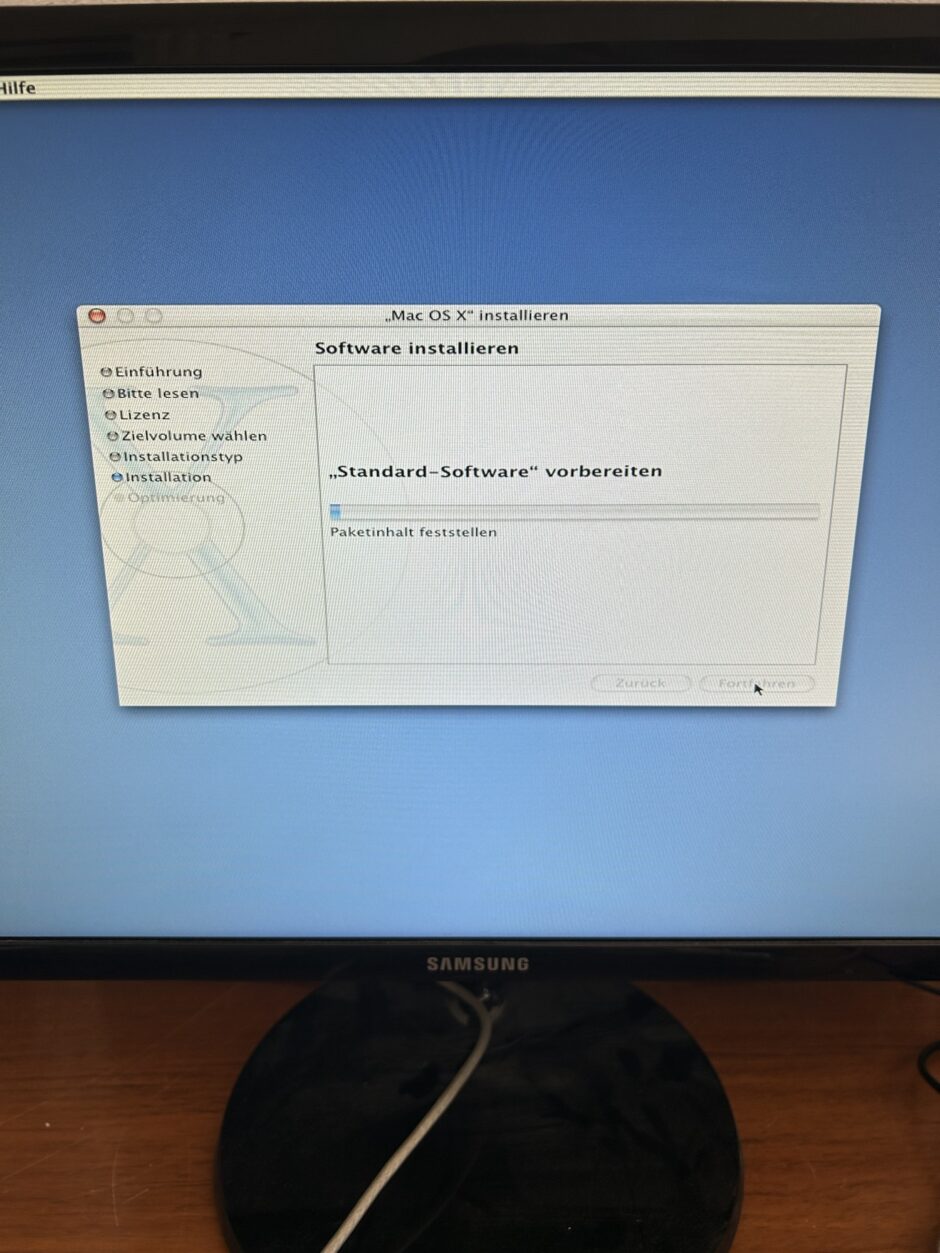 Hilfe
„Mac OS X“ installieren
Software installieren
Einführung
Bitte lesen
Lizenz
Zielvolume wählen
Installationstyp
Installation
Optimierung
„Standard-Software“ vorbereiten
Paketinhalt feststellen
Zurück
Fortfahren
SAMSUNG